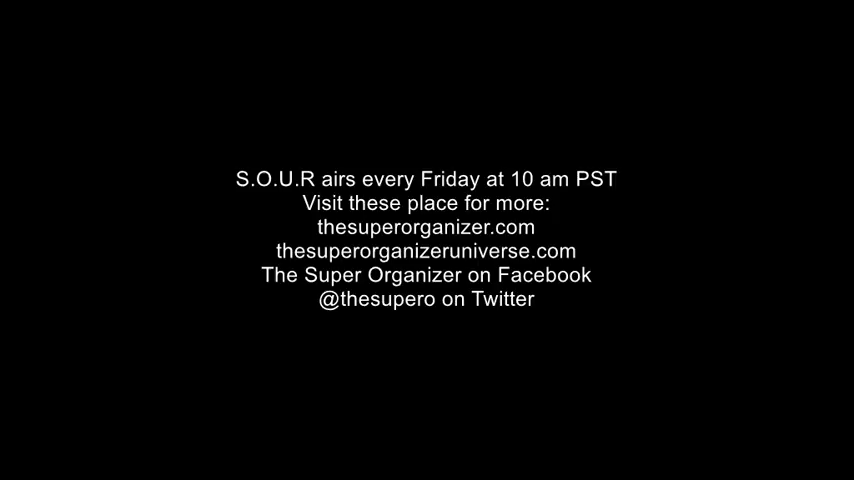 S.O.U.R airs every Friday at 10 am PST
Visit these place for more:
thesuperorganizer.com
thesuperorganizeruniverse.com
The Super Organizer on Facebook
@thesupero on Twitter